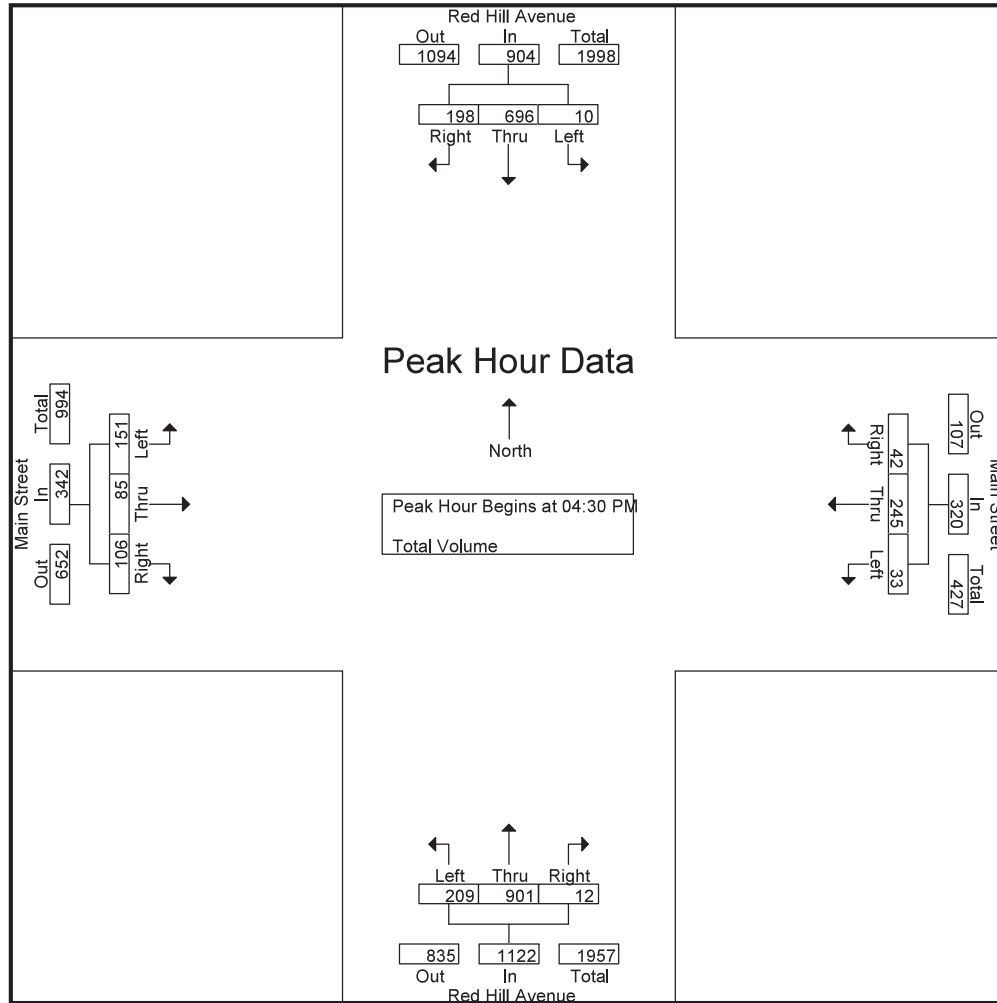 Red Hill Avenue
Out In Total
1094 904 1998
198 696 10
Right Thru Left
Peak Hour Data
North
Peak Hour Begins at 04:30 PM
Total Volume
Main Street
Out In Total
652 342 994
Left Thru Right
151 85 106
Main Street
Out In Total
107 320 427
Right Thru Left
42 245 33
Left Thru Right
209 901 12
835 1122 1957
Out In Total
Red Hill Avenue